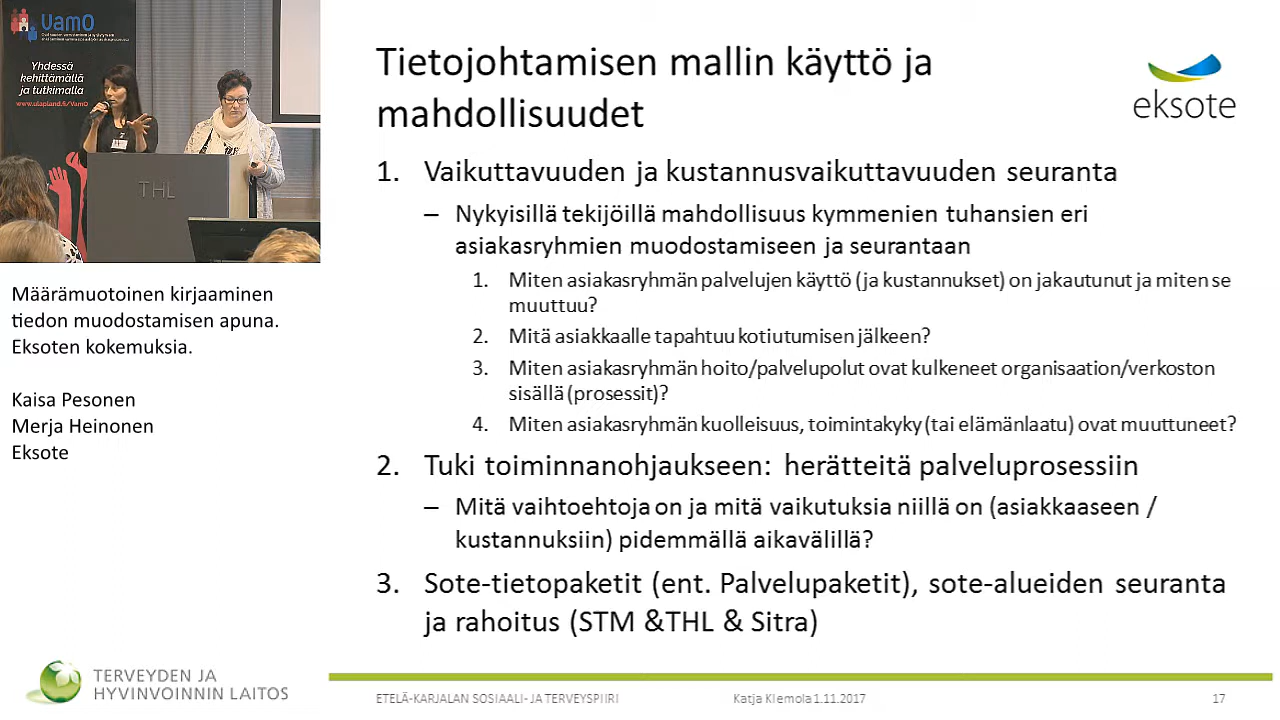 VamO
Yhdessä
kehittämällä
ja tutkimalla
www.ulapland.fi/VamO
THL
Määrämuotoinen kirjaaminen
tiedon muodostamisen apuna.
Eksoten kokemuksia.
Kaisa Pesonen
Merja Heinonen
Eksote
Tietojohtamisen mallin käyttö ja
mahdollisuudet
eksote
1. Vaikuttavuuden ja kustannusvaikuttavuuden seuranta
– Nykyisillä tekijöillä mahdollisuus kymmenien tuhansien eri
asiakasryhmien muodostamiseen ja seurantaan
1. Miten asiakasryhmän palvelujen käyttö (ja kustannukset) on jakautunut ja miten se
muuttuu?
2. Mitä asiakkaalle tapahtuu kotiutumisen jälkeen?
3. Miten asiakasryhmän hoito/palvelupolut ovat kulkeneet organisaation/verkoston
sisällä (prosessit)?
4. Miten asiakasryhmän kuolleisuus, toimintakyky (tai elämänlaatu) ovat muuttuneet?
2. Tuki toiminnanohjaukseen: herätteitä palveluprosessiin
– Mitä vaihtoehtoja on ja mitä vaikutuksia niillä on (asiakkaaseen /
kustannuksiin) pidemmällä aikavälillä?
3. Sote-tietopaketit (ent. Palvelupaketit), sote-alueiden seuranta
ja rahoitus (STM &THL & Sitra)
TERVEYDEN JA
HYVINVOINNIN LAITOS
ETELÄ-KARJALAN SOSIAALI- JA TERVEYSPIIRI
Katja Klemola 1.11.2017
17